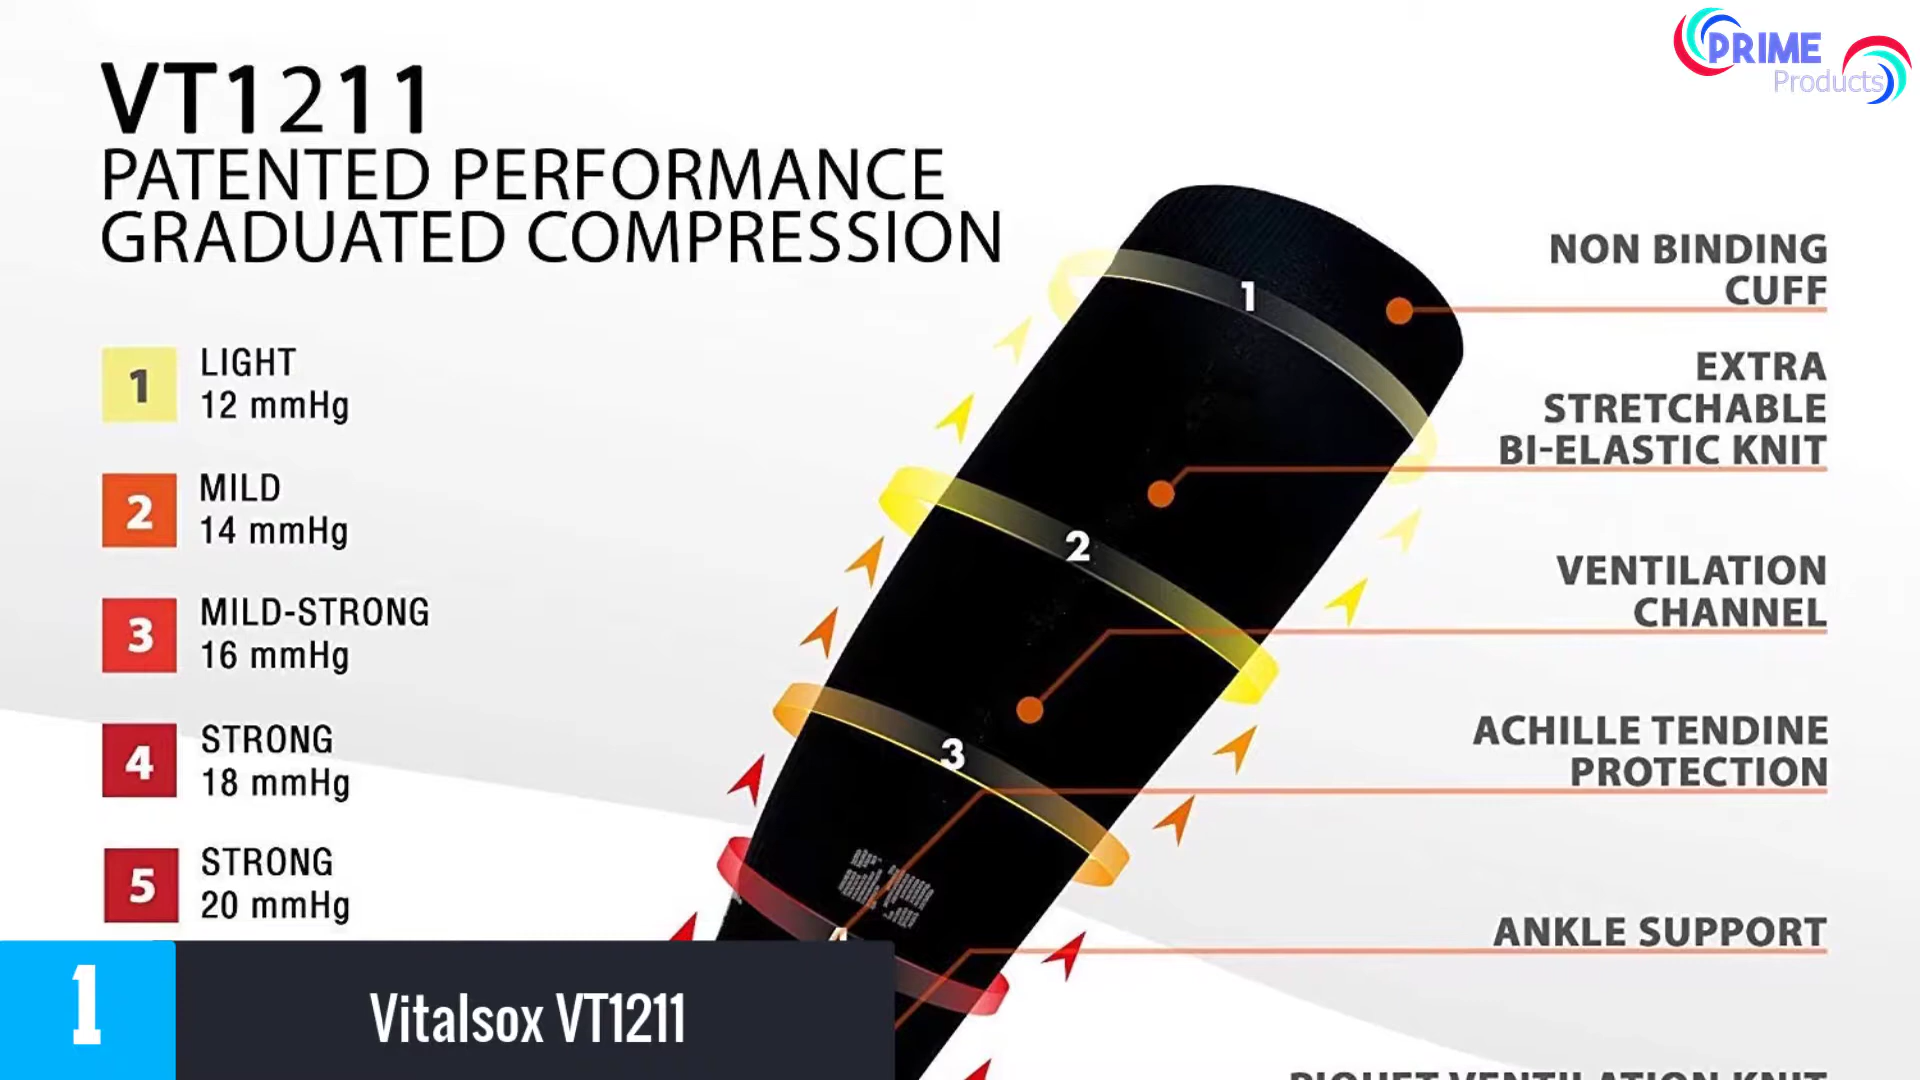 PRIME
Products
VT1211
PATENTED PERFORMANCE
GRADUATED COMPRESSION
1 LIGHT
12 mmHg
2 MILD
14 mmHg
3 MILD-STRONG
16 mmHg
4 STRONG
18 mmHg
5 STRONG
20 mmHg
1
2
3
NON BINDING
CUFF
EXTRA
STRETCHABLE
BI-ELASTIC KNIT
VENTILATION
CHANNEL
ACHILLE TENDINE
PROTECTION
ANKLE SUPPORT
1 Vitalsox VT1211